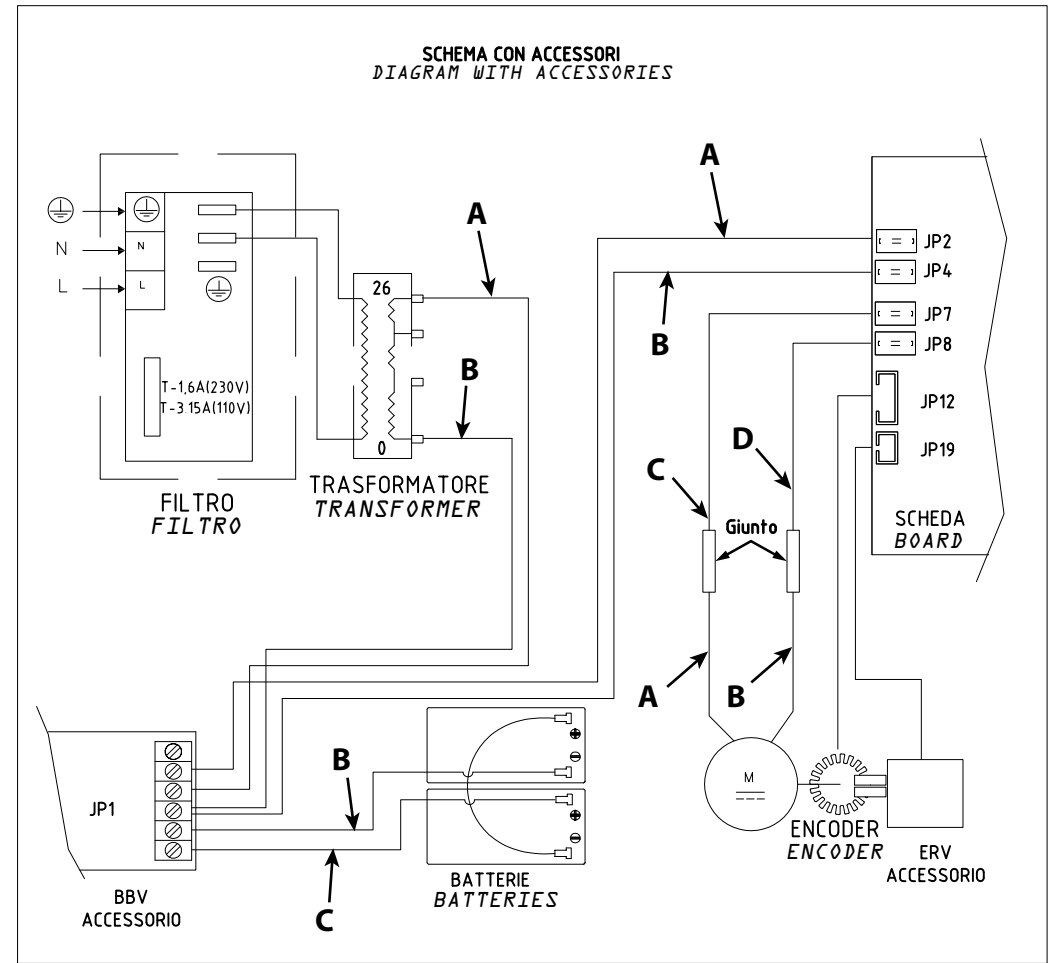 SCHEMA CON ACCESSORI
DIAGRAM WITH ACCESSORIES
A
A
JP2
N
N
JP4
L
L
26
B
JP7
B
JP8
T-1,6A(230V)
T-3.15A(110V)
JP12
0
D
JP19
C
TRASFORMATORE
TRANSFORMER
FILTRO
FILTRO
Giunto
SCHEDA
BOARD
A
B
B
M
JP1
ENCODER
ENCODER
ERV
ACCESSORIO
BATTERIE
BATTERIES
BBV
ACCESSORIO
C